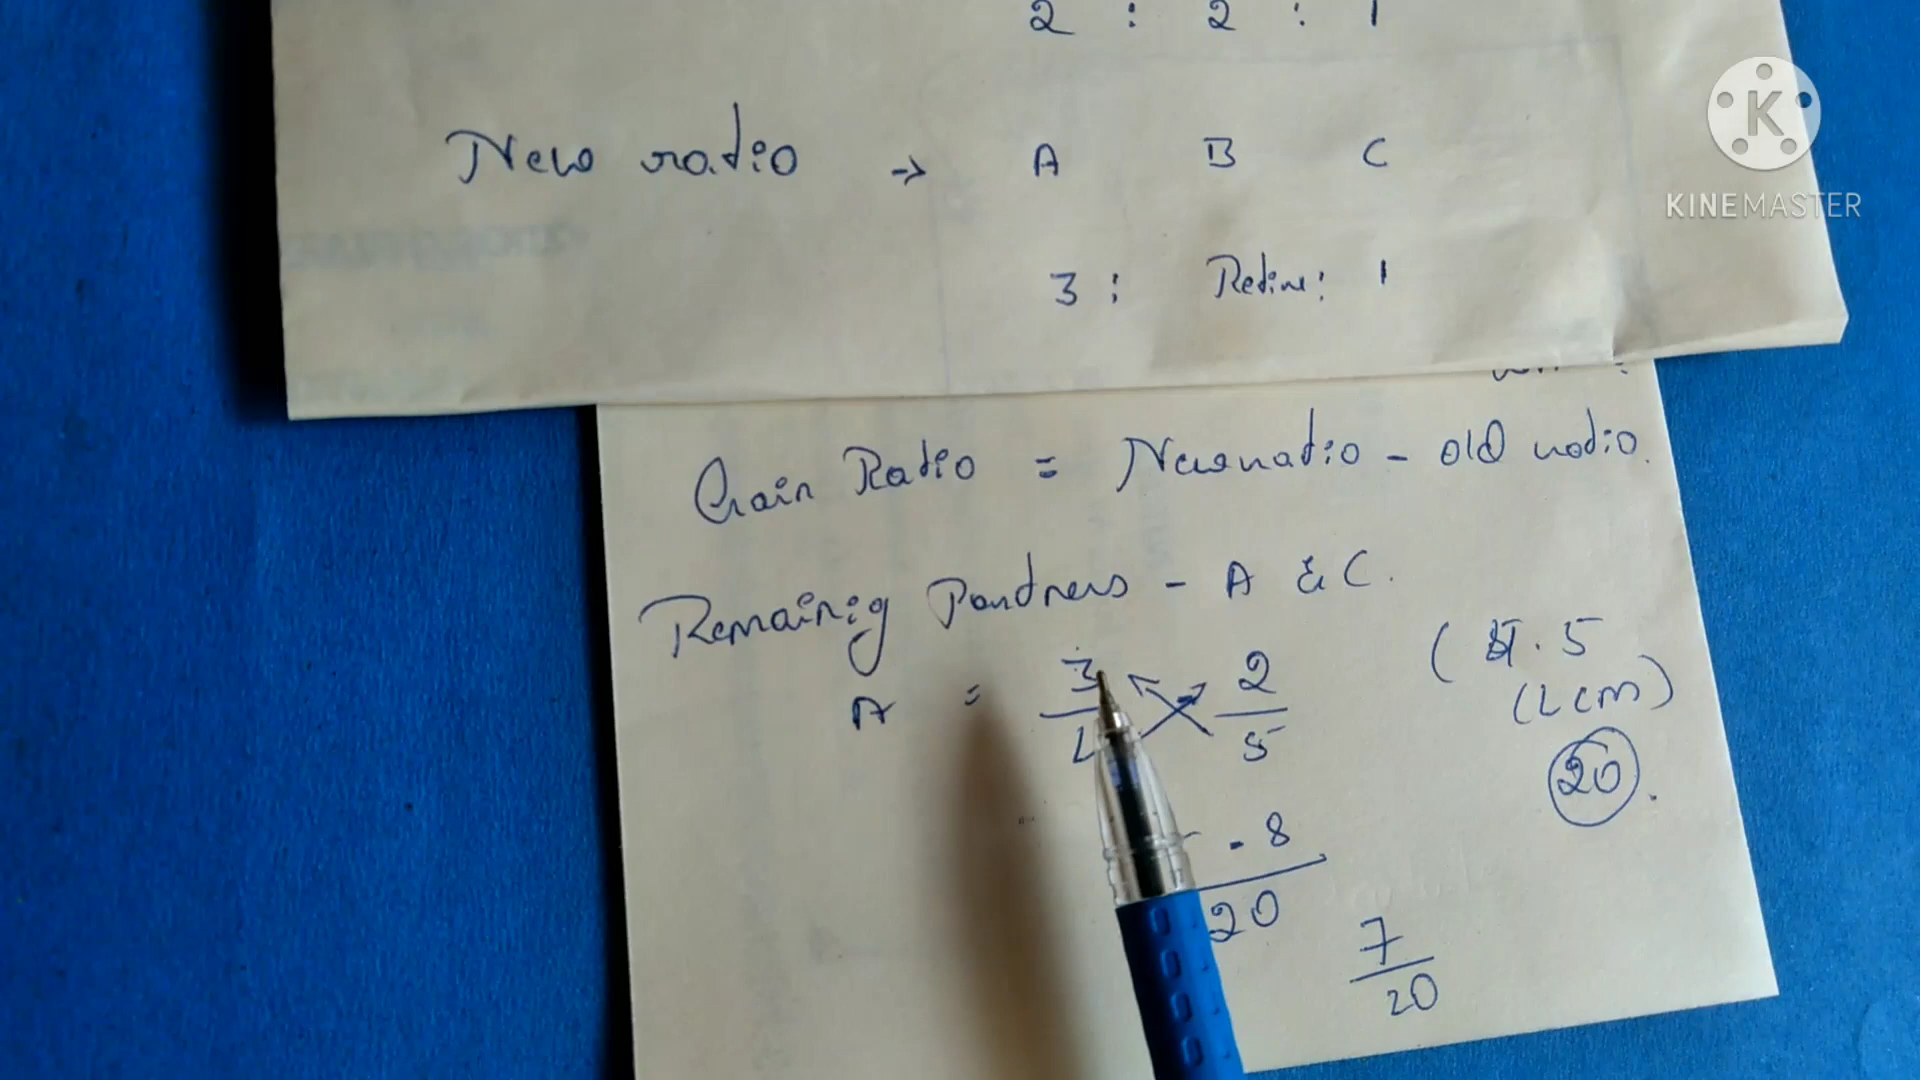 2 : 2 : 1
New ratio → A B C
3 : Retire : 1
KINEMASTER
Gain Ratio = New ratio - old ratio.
Remainig Partners - A & C.
A = 3/4 2/5
(4.5
(Lcm)
20.
- 8
20
7/20